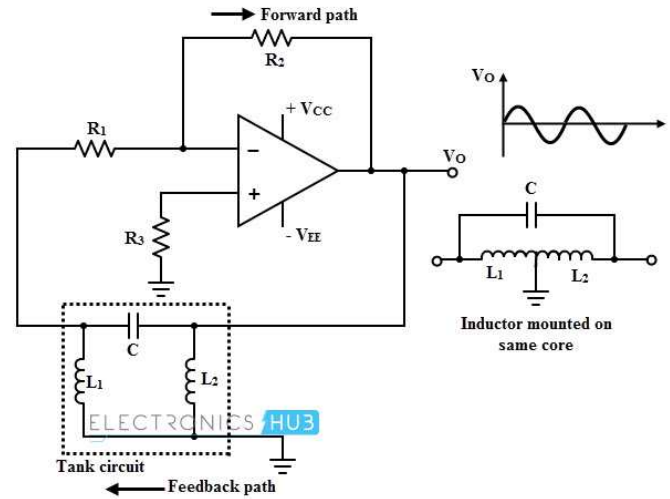 Forward path
R2
+ VCC
R1
−
+
R3
- VEE
VO
VO
C
L1
L2
Inductor mounted on
same core
C
L1
L2
ELECTRONICS HUB
Tank circuit
Feedback path